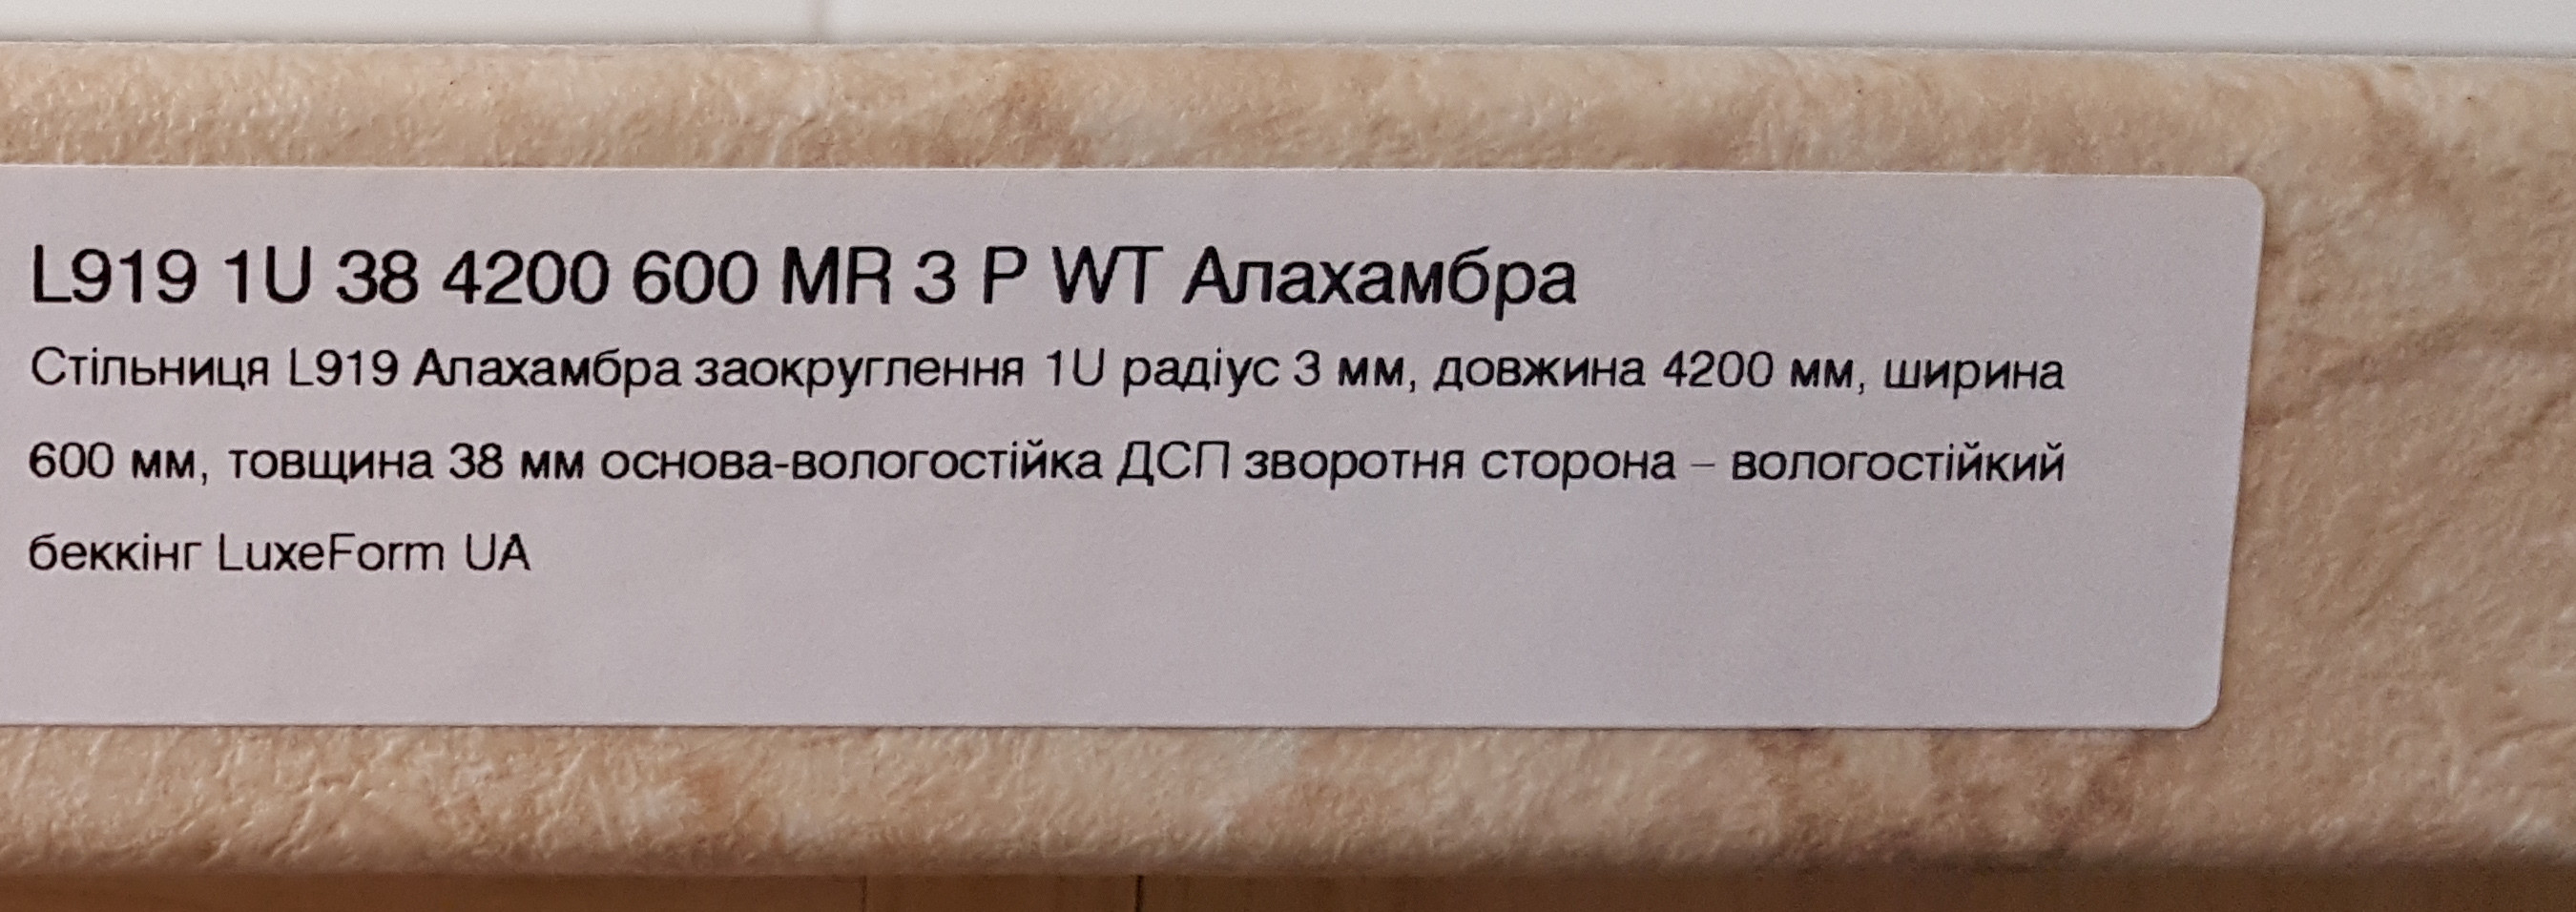 L919 1U 38 4200 600 MR 3 P WT Алахамбра
Стільниця L919 Алахамбра заокруглення 1U радіус 3 мм, довжина 4200 мм, ширина
600 мм, товщина 38 мм основа-вологостійка ДСП зворотня сторона – вологостійкий
беккінг LuxeForm UA